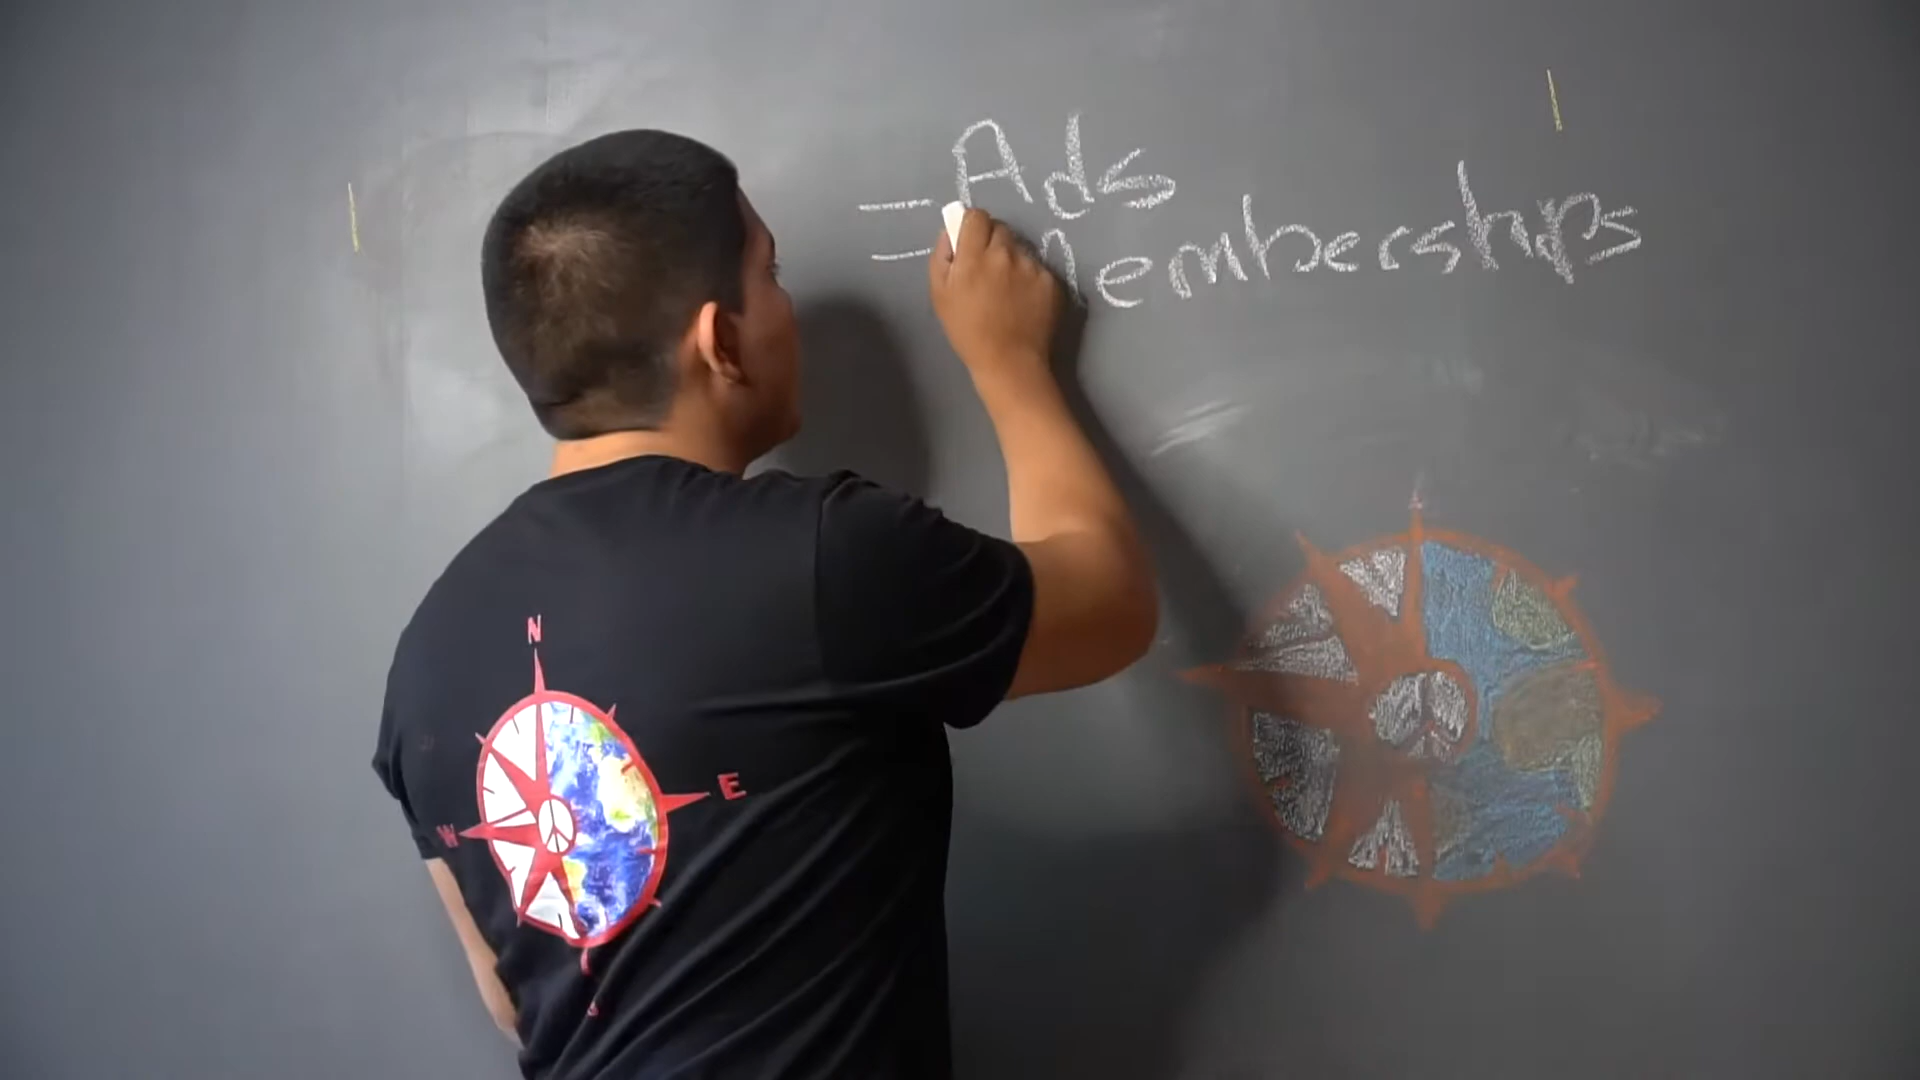 = Ads
= Memberships
N
E
W
S